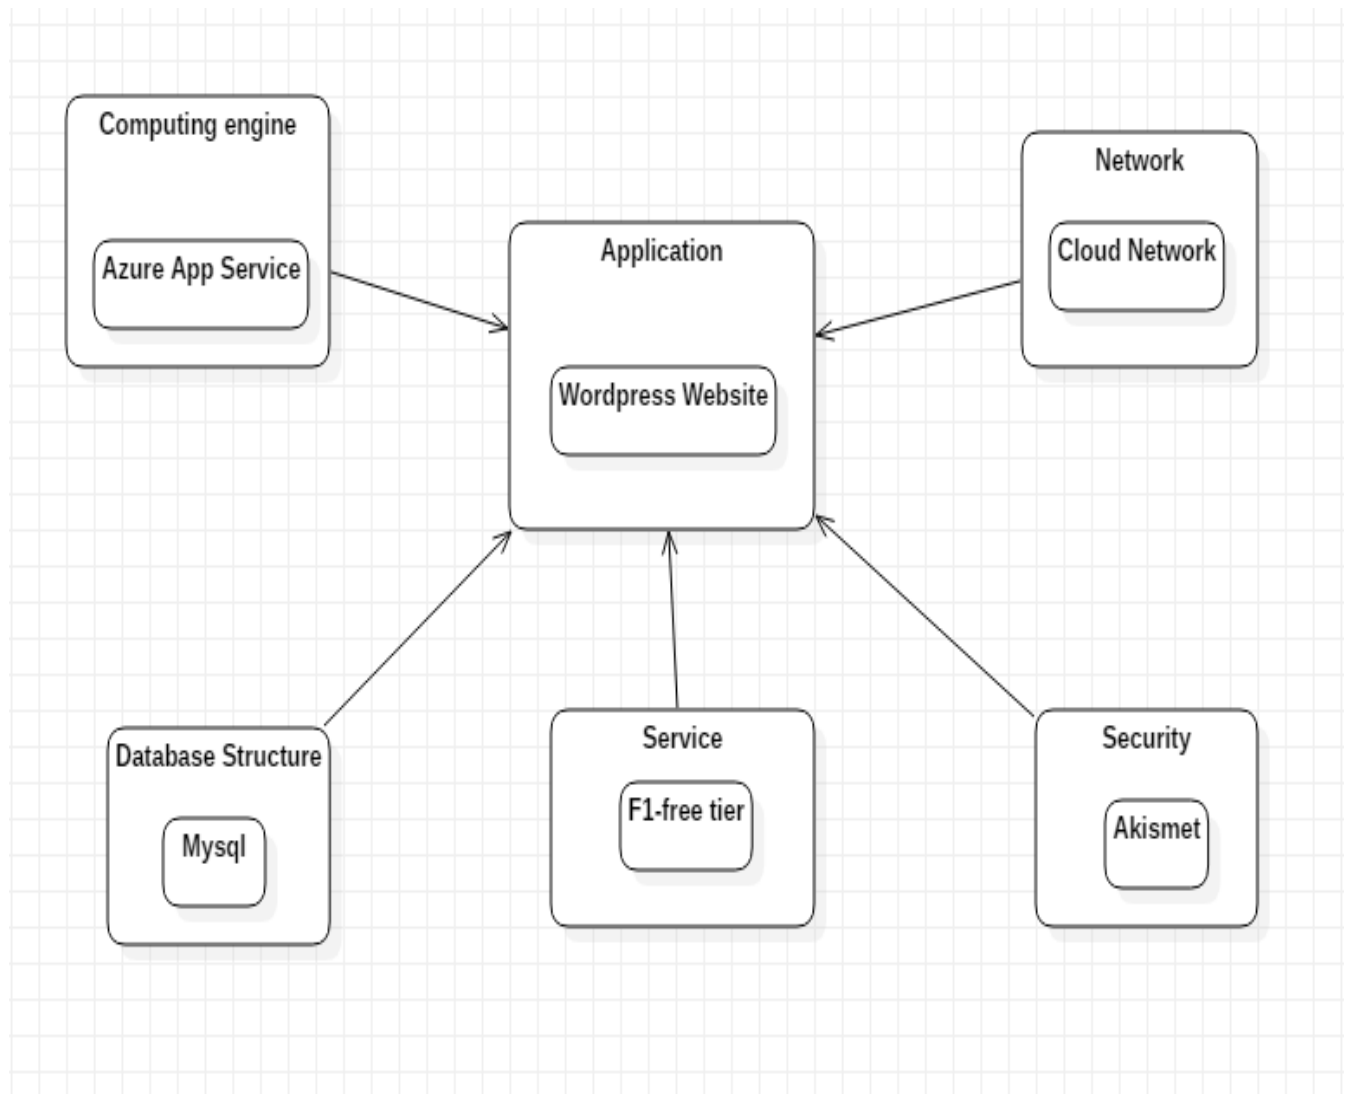 Computing engine
Azure App Service
Network
Cloud Network
Application
Wordpress Website
Database Structure
Mysql
Service
F1-free tier
Security
Akismet